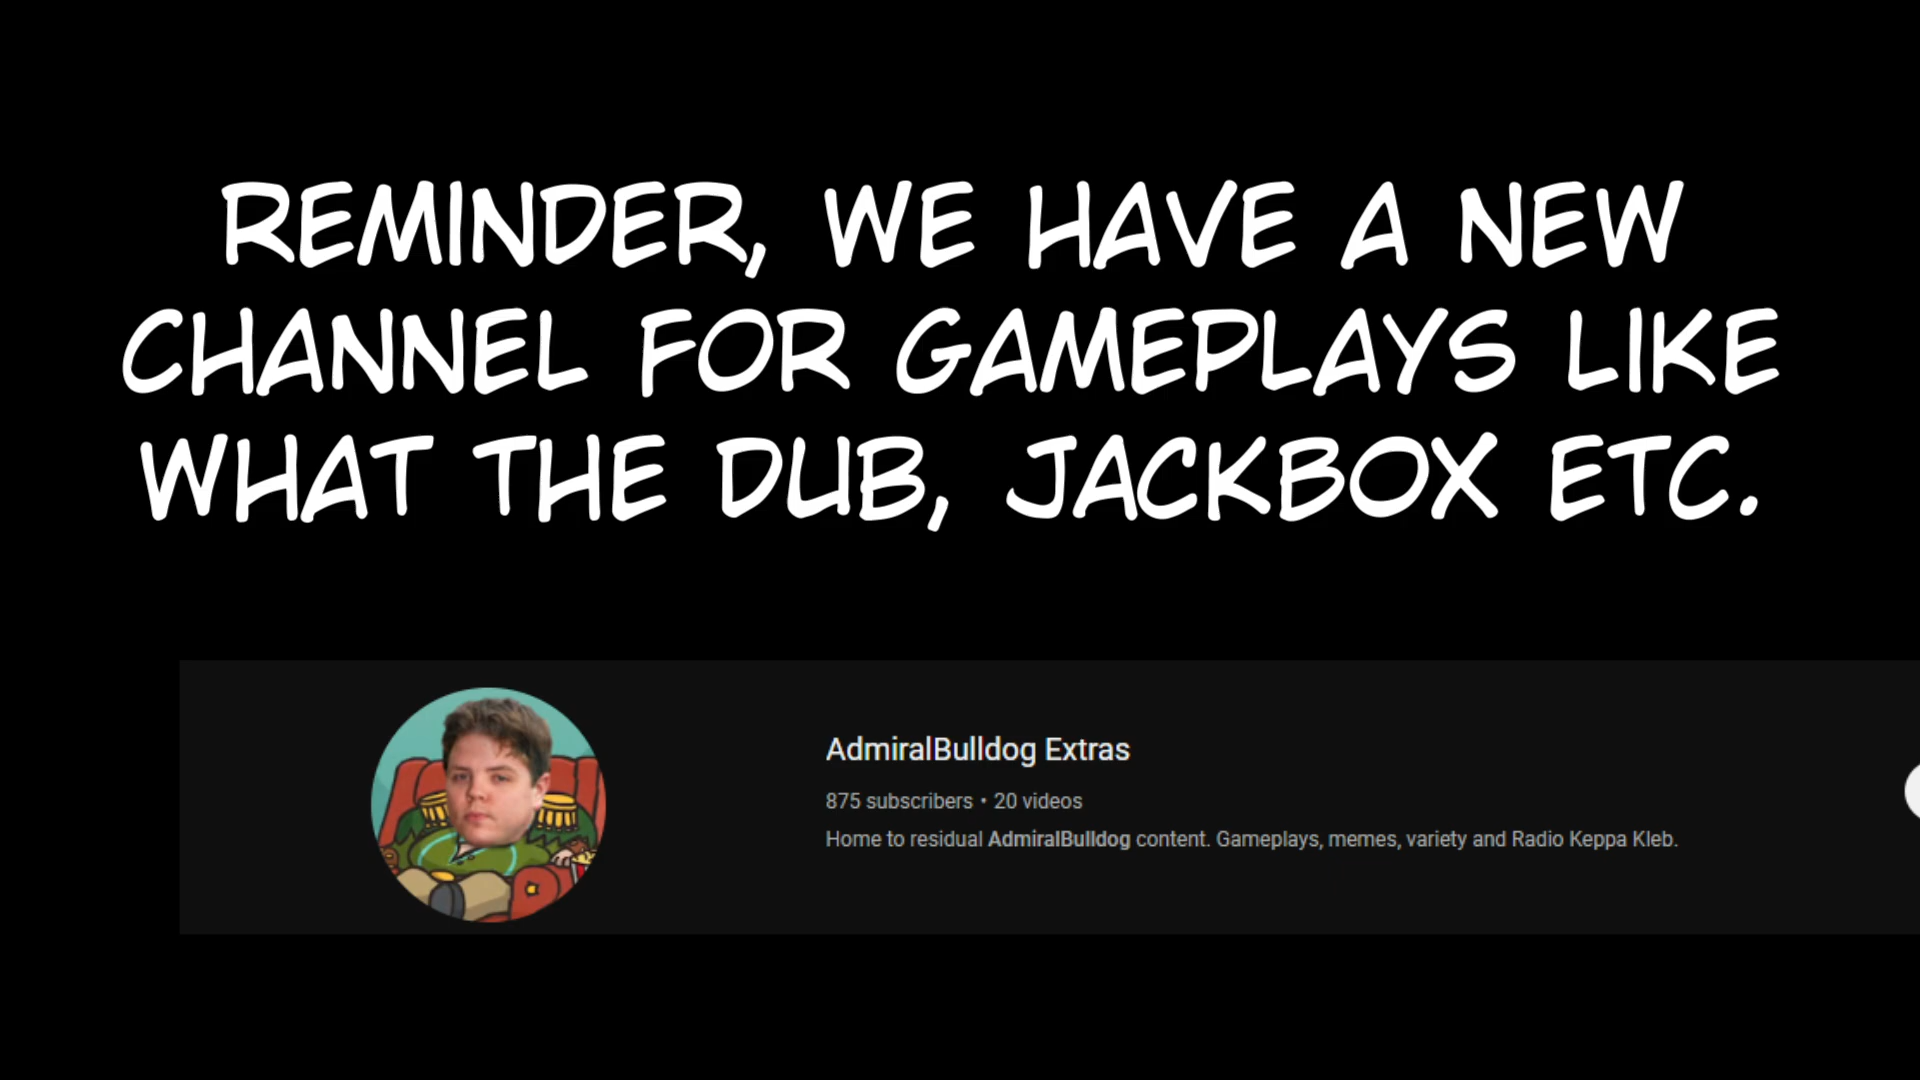 REMINDER, WE HAVE A NEW
CHANNEL FOR GAMEPLAYS LIKE
WHAT THE DUB, JACKBOX ETC.
AdmiralBulldog Extras
875 subscribers • 20 videos
Home to residual AdmiralBulldog content. Gameplays, memes, variety and Radio Keppa Kleb.